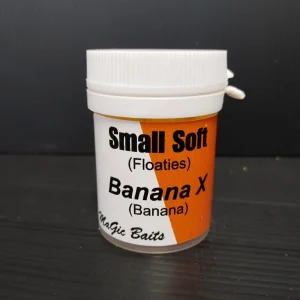 Small Soft
(Floaties)
Banana X
(Banana)
MaGic Baits